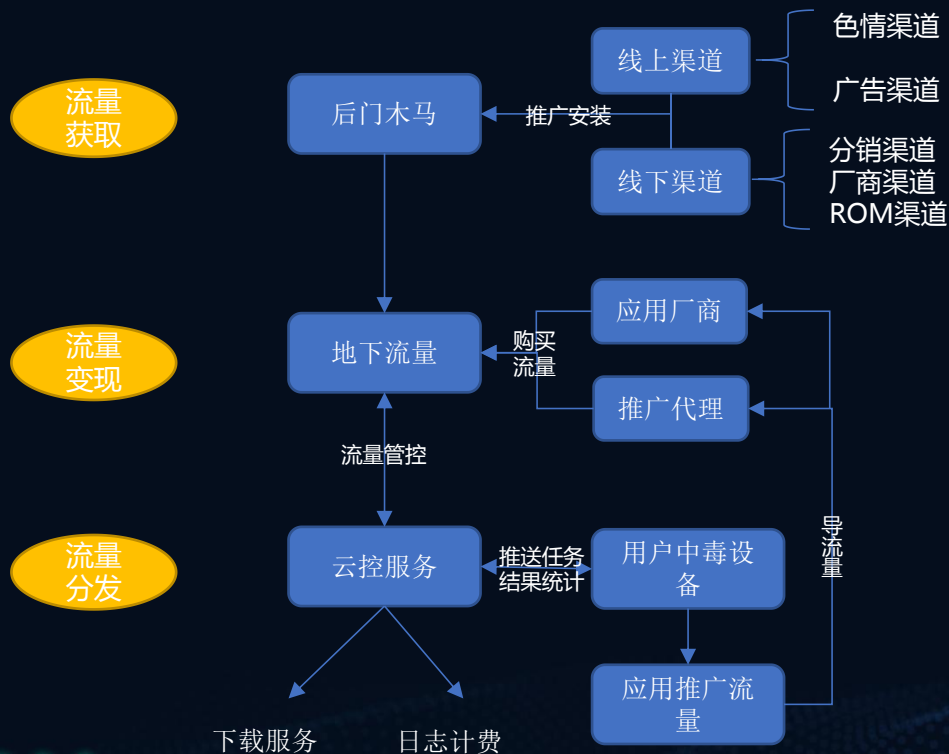 色情渠道
线上渠道
广告渠道
流量
获取
后门木马
推广安装
分销渠道
线下渠道
厂商渠道
ROM渠道
应用厂商
流量
变现
地下流量
购买
流量
推广代理
流量管控
导流量
流量
分发
云控服务
推送任务
结果统计
用户中毒设
备
应用推广流
量
下载服务
日志计费